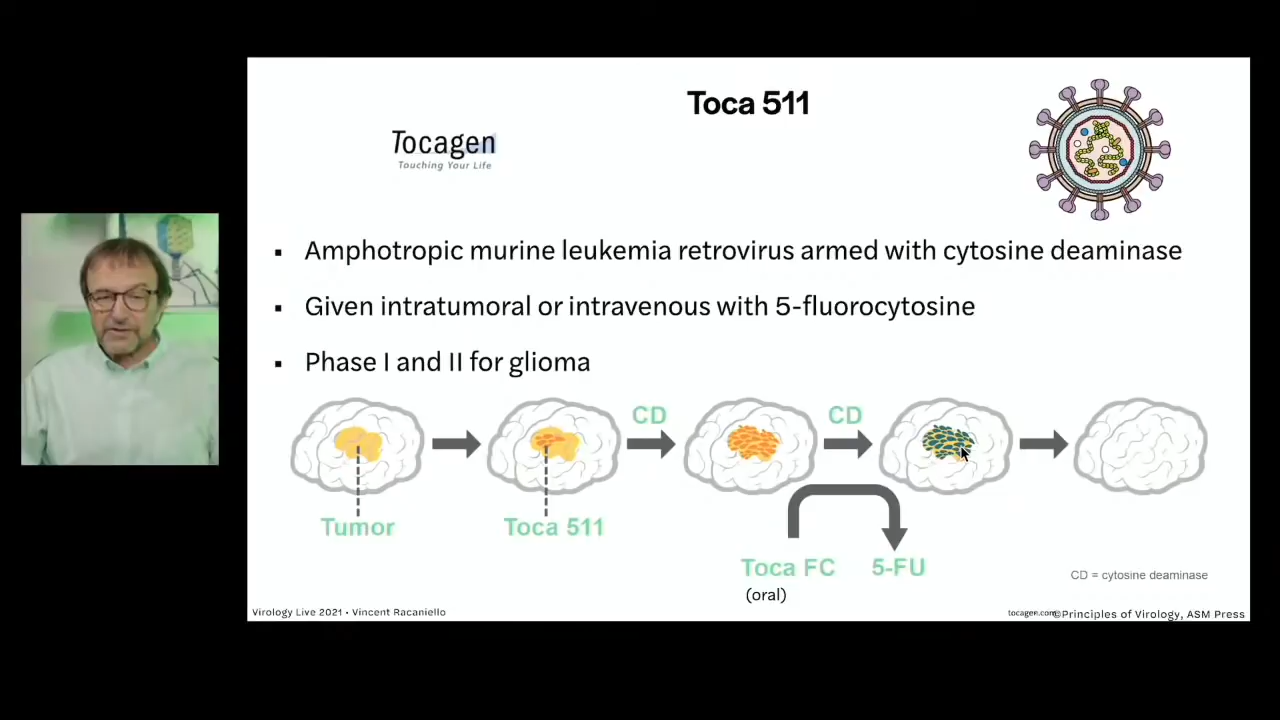 Toca 511
Tocagen
Touching Your Life
▪ Amphotropic murine leukemia retrovirus armed with cytosine deaminase
▪ Given intratumoral or intravenous with 5-fluorocytosine
▪ Phase I and II for glioma
CD
CD
Tumor
Toca 511
Toca FC
5-FU
(oral)
CD = cytosine deaminase
Virology Live 2021 • Vincent Racaniello
tocagen.com
©Principles of Virology, ASM Press